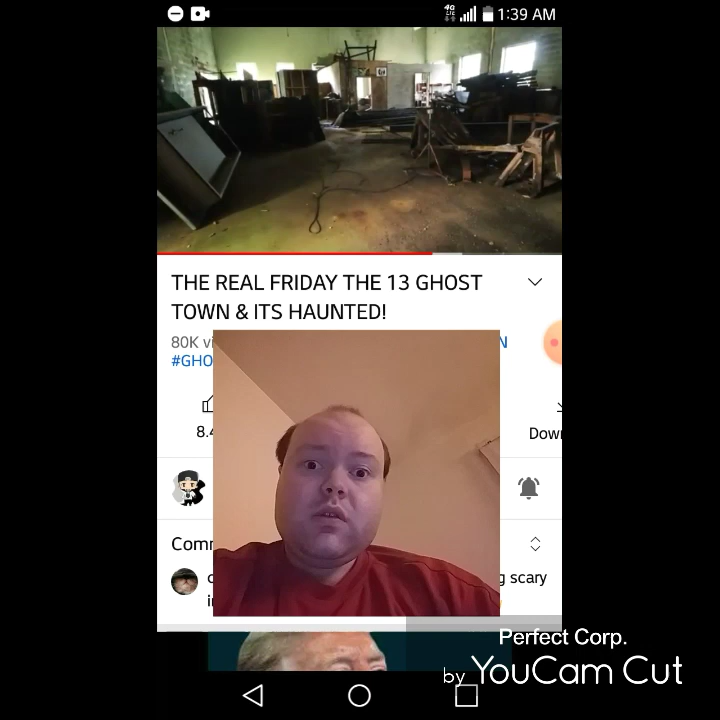 1:39 AM
THE REAL FRIDAY THE 13 GHOST
TOWN & ITS HAUNTED!
80K
#GHO
8.4
Down
scary
Perfect Corp.
by YouCam Cut